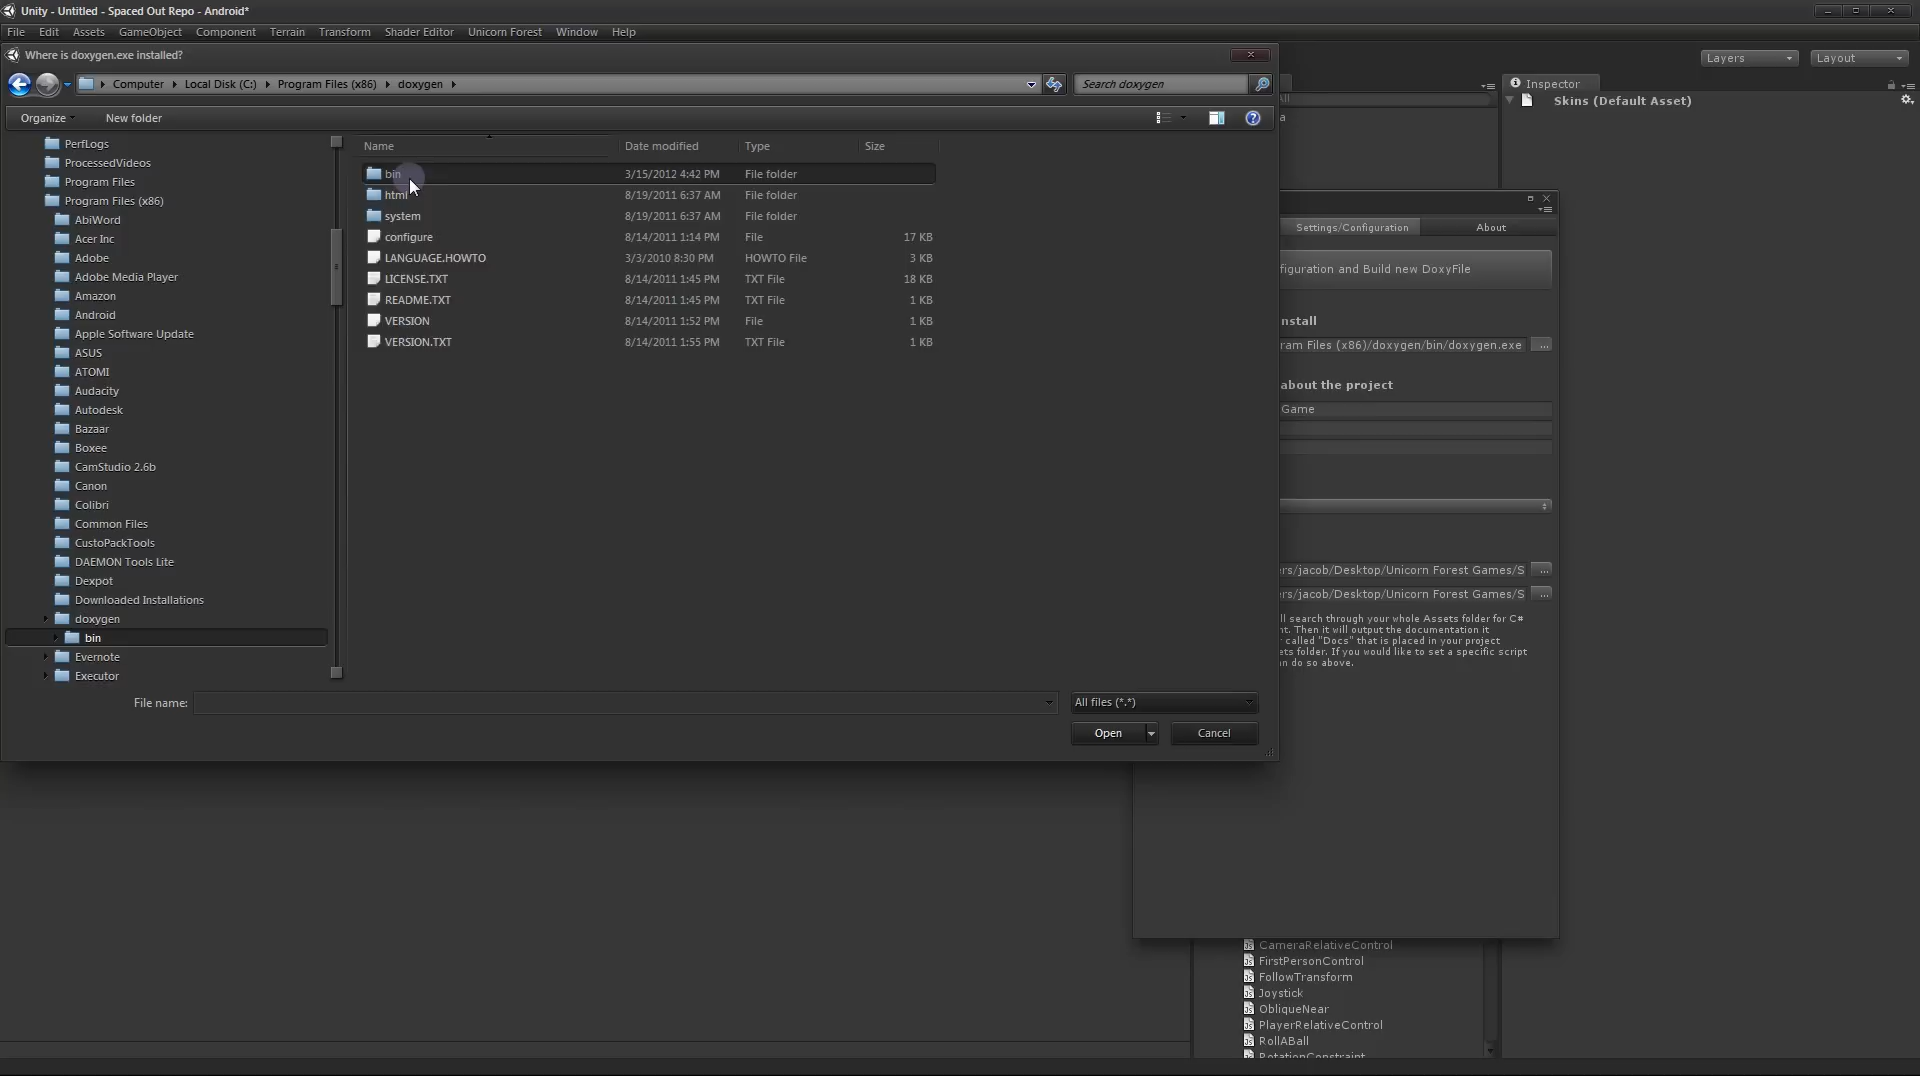 Unity - Untitled - Spaced Out Repo - Android*
File Edit Assets GameObject Component Terrain Transform Shader Editor Unicorn Forest Window Help
Where is doxygen.exe installed?
Layers Layout
Computer Local Disk (C:) Program Files (x86) doxygen Search doxygen
Inspector
Skins (Default Asset)
Organize New folder
Name Date modified Type Size
PerfLogs
ProcessedVideos
Program Files
Program Files (x86)
AbiWord
Acer Inc
Adobe
Adobe Media Player
Amazon
Android
Apple Software Update
ASUS
ATOMI
Audacity
Autodesk
Bazaar
Boxee
CamStudio 2.6b
Canon
Colibri
Common Files
CustoPackTools
DAEMON Tools Lite
Dexpot
Downloaded Installations
doxygen
bin
Evernote
Executor
bin 3/15/2012 4:42 PM File folder
html 8/19/2011 6:37 AM File folder
system 8/19/2011 6:37 AM File folder
configure 8/14/2011 1:14 PM File 17 KB
LANGUAGE.HOWTO 3/3/2010 8:30 PM HOWTO File 3 KB
LICENSE.TXT 8/14/2011 1:45 PM TXT File 18 KB
README.TXT 8/14/2011 1:45 PM TXT File 1 KB
VERSION 8/14/2011 1:52 PM File 1 KB
VERSION.TXT 8/14/2011 1:55 PM TXT File 1 KB
File name: All files (*.*)
Open Cancel
Settings/Configuration About
figuration and Build new DoxyFile
nstall
ram Files (x86)/doxygen/bin/doxygen.exe ...
about the project
Game
rs/jacob/Desktop/Unicorn Forest Games/S ...
rs/jacob/Desktop/Unicorn Forest Games/S ...
ll search through your whole Assets folder for C#
nt. Then it will output the documentation it
r called "Docs" that is placed in your project
ets folder. If you would like to set a specific script
n do so above.
CameraRelativeControl
FirstPersonControl
FollowTransform
Joystick
ObliqueNear
PlayerRelativeControl
RollABall
RotationConstraint